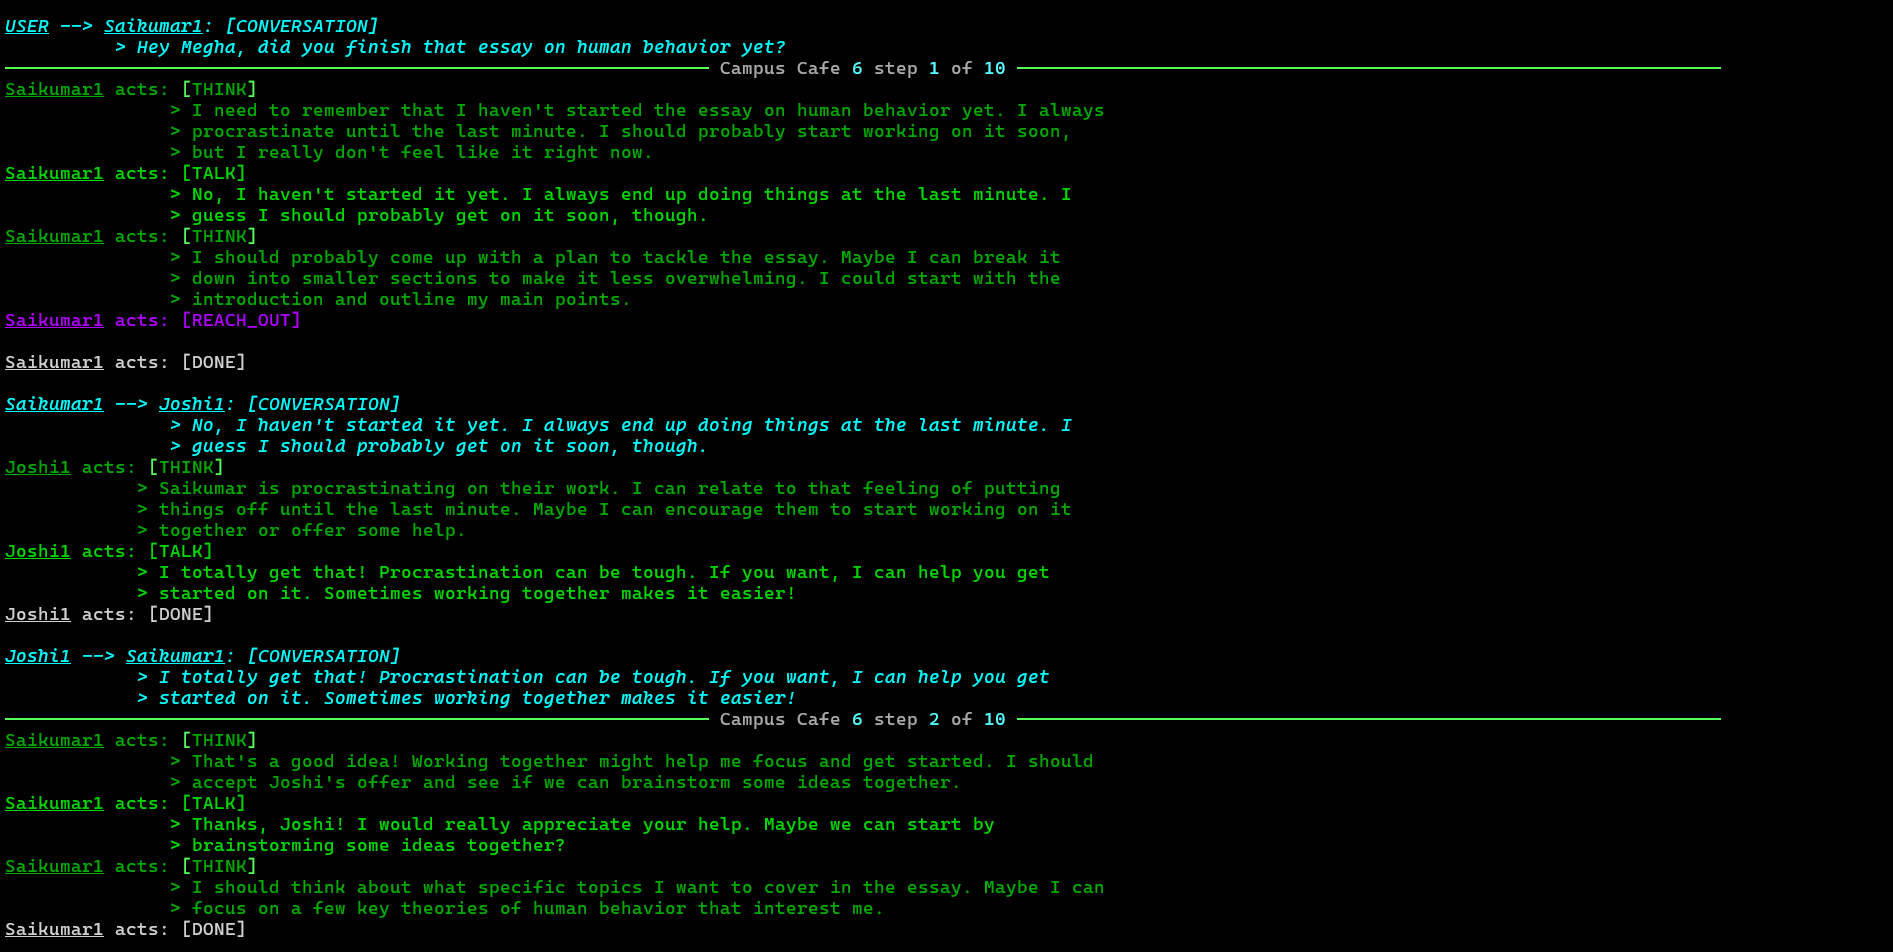 USER --> Saikumar1: [CONVERSATION]
> Hey Megha, did you finish that essay on human behavior yet?
Campus Cafe 6 step 1 of 10
Saikumar1 acts: [THINK]
> I need to remember that I haven't started the essay on human behavior yet. I always
> procrastinate until the last minute. I should probably start working on it soon,
> but I really don't feel like it right now.
Saikumar1 acts: [TALK]
> No, I haven't started it yet. I always end up doing things at the last minute. I
> guess I should probably get on it soon, though.
Saikumar1 acts: [THINK]
> I should probably come up with a plan to tackle the essay. Maybe I can break it
> down into smaller sections to make it less overwhelming. I could start with the
> introduction and outline my main points.
Saikumar1 acts: [REACH_OUT]
Saikumar1 acts: [DONE]
Saikumar1 --> Joshi1: [CONVERSATION]
> No, I haven't started it yet. I always end up doing things at the last minute. I
> guess I should probably get on it soon, though.
Joshi1 acts: [THINK]
> Saikumar is procrastinating on their work. I can relate to that feeling of putting
> things off until the last minute. Maybe I can encourage them to start working on it
> together or offer some help.
Joshi1 acts: [TALK]
> I totally get that! Procrastination can be tough. If you want, I can help you get
> started on it. Sometimes working together makes it easier!
Joshi1 acts: [DONE]
Joshi1 --> Saikumar1: [CONVERSATION]
> I totally get that! Procrastination can be tough. If you want, I can help you get
> started on it. Sometimes working together makes it easier!
Campus Cafe 6 step 2 of 10
Saikumar1 acts: [THINK]
> That's a good idea! Working together might help me focus and get started. I should
> accept Joshi's offer and see if we can brainstorm some ideas together.
Saikumar1 acts: [TALK]
> Thanks, Joshi! I would really appreciate your help. Maybe we can start by
> brainstorming some ideas together?
Saikumar1 acts: [THINK]
> I should think about what specific topics I want to cover in the essay. Maybe I can
> focus on a few key theories of human behavior that interest me.
Saikumar1 acts: [DONE]